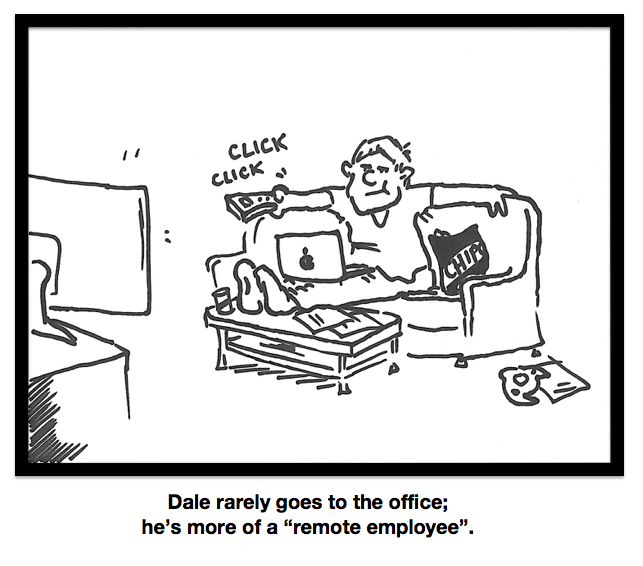 CLICK
CLICK
CHIPS
Dale rarely goes to the office;
he’s more of a “remote employee”.